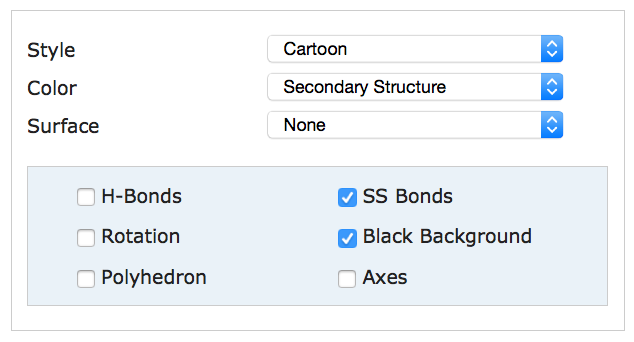 Style Cartoon
Color Secondary Structure
Surface None
H-Bonds SS Bonds
Rotation Black Background
Polyhedron Axes